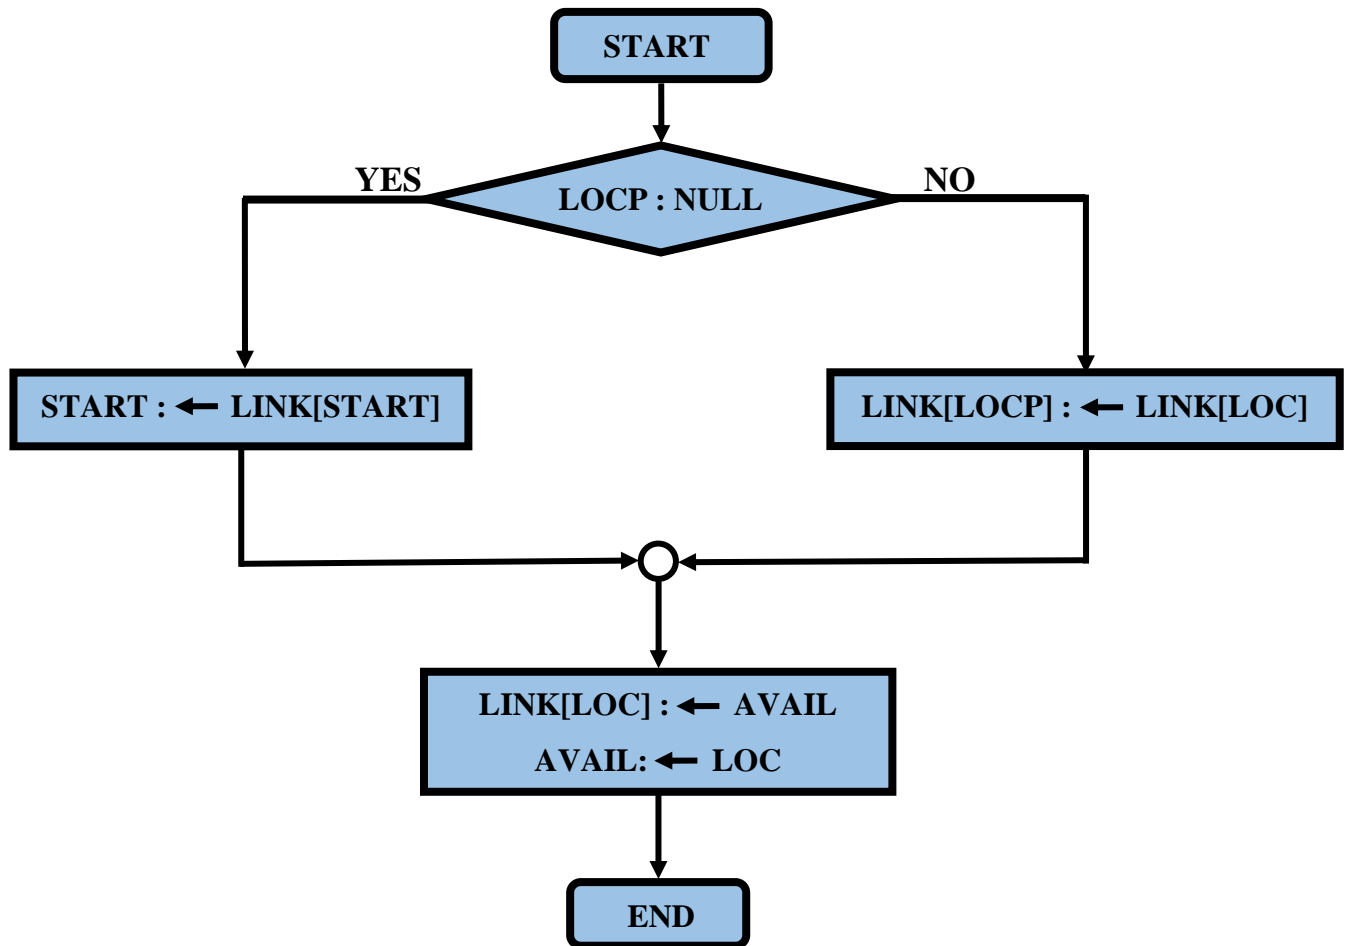 START
YES
LOCP : NULL
NO
START : ← LINK[START]
LINK[LOCP] : ← LINK[LOC]
LINK[LOC] : ← AVAIL
AVAIL: ← LOC
END